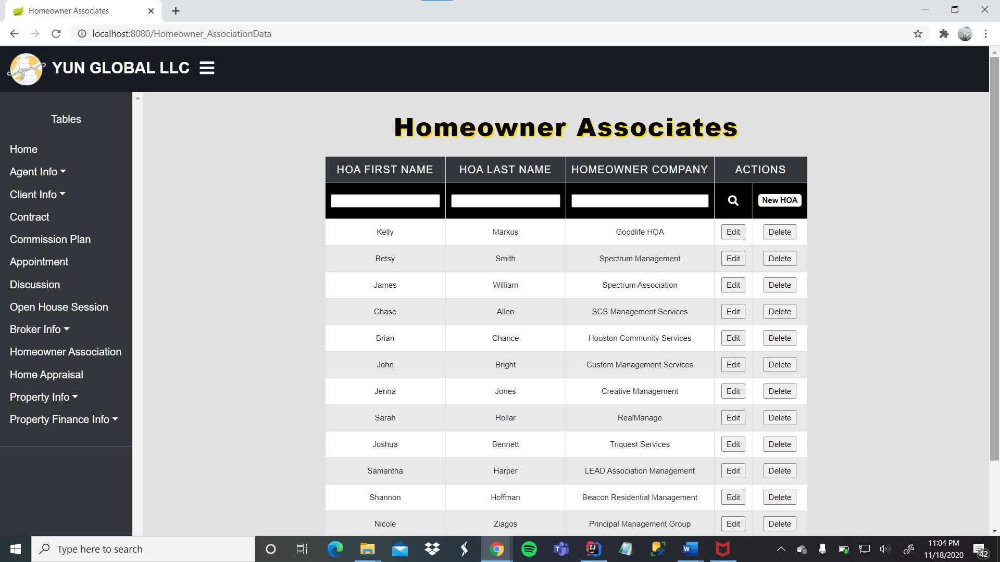 Homeowner Associates
localhost:8080/Homeowner_AssociationData
yun
YUN GLOBAL LLC
Tables
Home
Agent Info
Client Info
Contract
Commission Plan
Appointment
Discussion
Open House Session
Broker Info
Homeowner Association
Home Appraisal
Property Info
Property Finance Info
Homeowner Associates
HOA FIRST NAME HOA LAST NAME HOMEOWNER COMPANY ACTIONS
New HOA
Kelly Markus Goodlife HOA Edit Delete
Betsy Smith Spectrum Management Edit Delete
James William Spectrum Association Edit Delete
Chase Allen SCS Management Services Edit Delete
Brian Chance Houston Community Services Edit Delete
John Bright Custom Management Services Edit Delete
Jenna Jones Creative Management Edit Delete
Sarah Hollar RealManage Edit Delete
Joshua Bennett Triquest Services Edit Delete
Samantha Harper LEAD Association Management Edit Delete
Shannon Hoffman Beacon Residential Management Edit Delete
Nicole Ziagos Principal Management Group Edit Delete
Type here to search
T
IJ
W
11:04 PM
11/18/2020
42